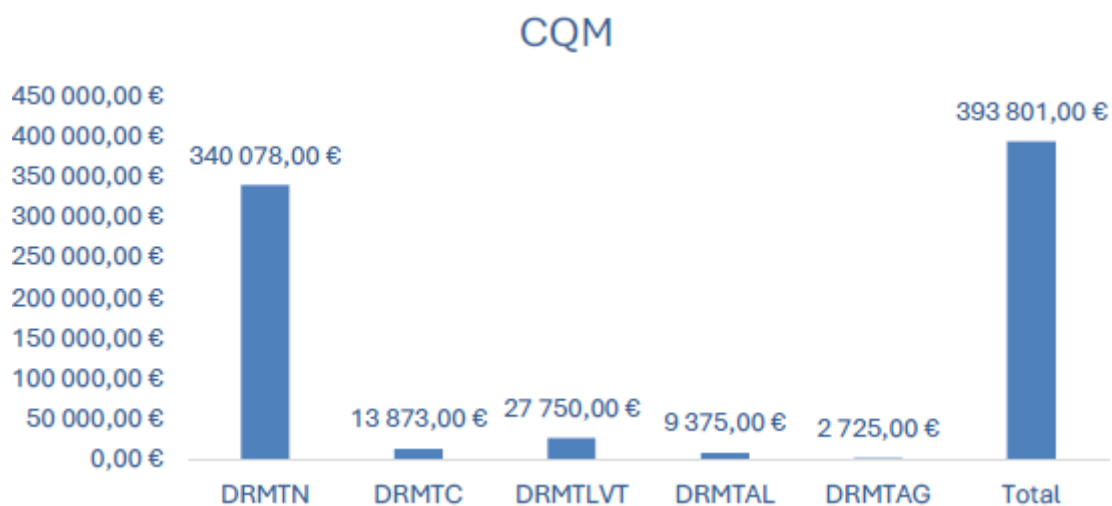 CQM
450 000,00 €
400 000,00 €
350 000,00 €
300 000,00 €
250 000,00 €
200 000,00 €
150 000,00 €
100 000,00 €
50 000,00 €
0,00 €
340 078,00 €
13 873,00 €
27 750,00 €
9 375,00 €
2 725,00 €
393 801,00 €
DRMTN DRMTC DRMTLVT DRMTAL DRMTAG Total